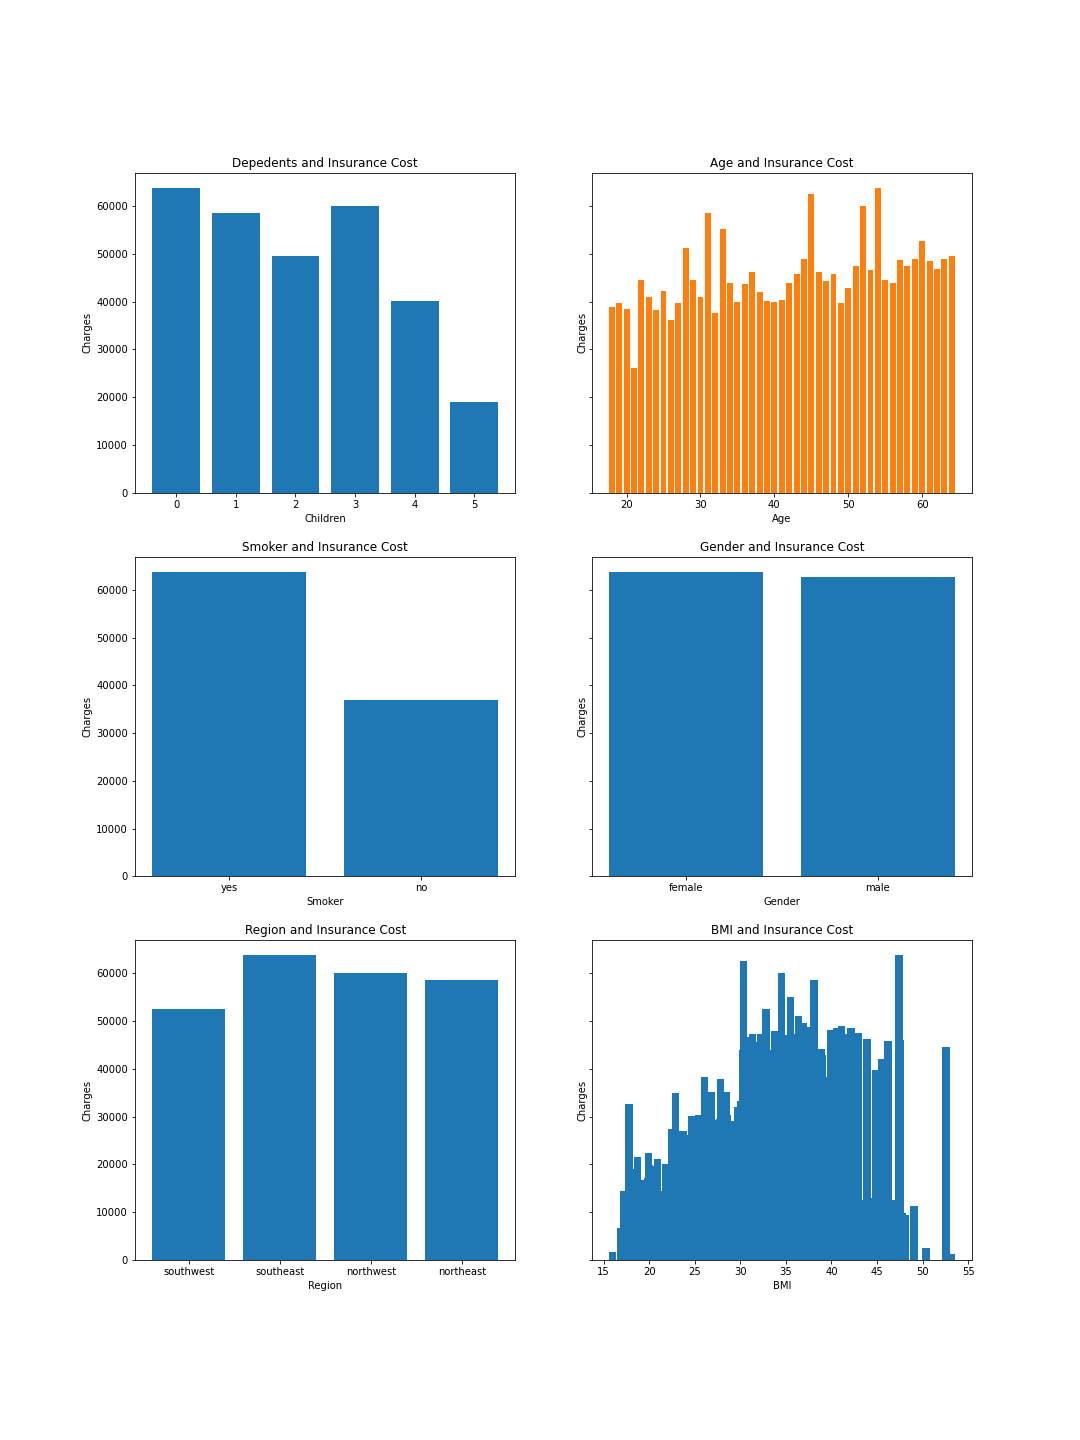 Depedents and Insurance Cost
Charges
60000
50000
40000
30000
20000
10000
0
0 1 2 3 4 5
Children
Age and Insurance Cost
Charges
20 30 40 50 60
Age
Smoker and Insurance Cost
Charges
60000
50000
40000
30000
20000
10000
0
yes no
Smoker
Gender and Insurance Cost
Charges
female male
Gender
Region and Insurance Cost
Charges
60000
50000
40000
30000
20000
10000
0
southwest southeast northwest northeast
Region
BMI and Insurance Cost
Charges
15 20 25 30 35 40 45 50 55
BMI